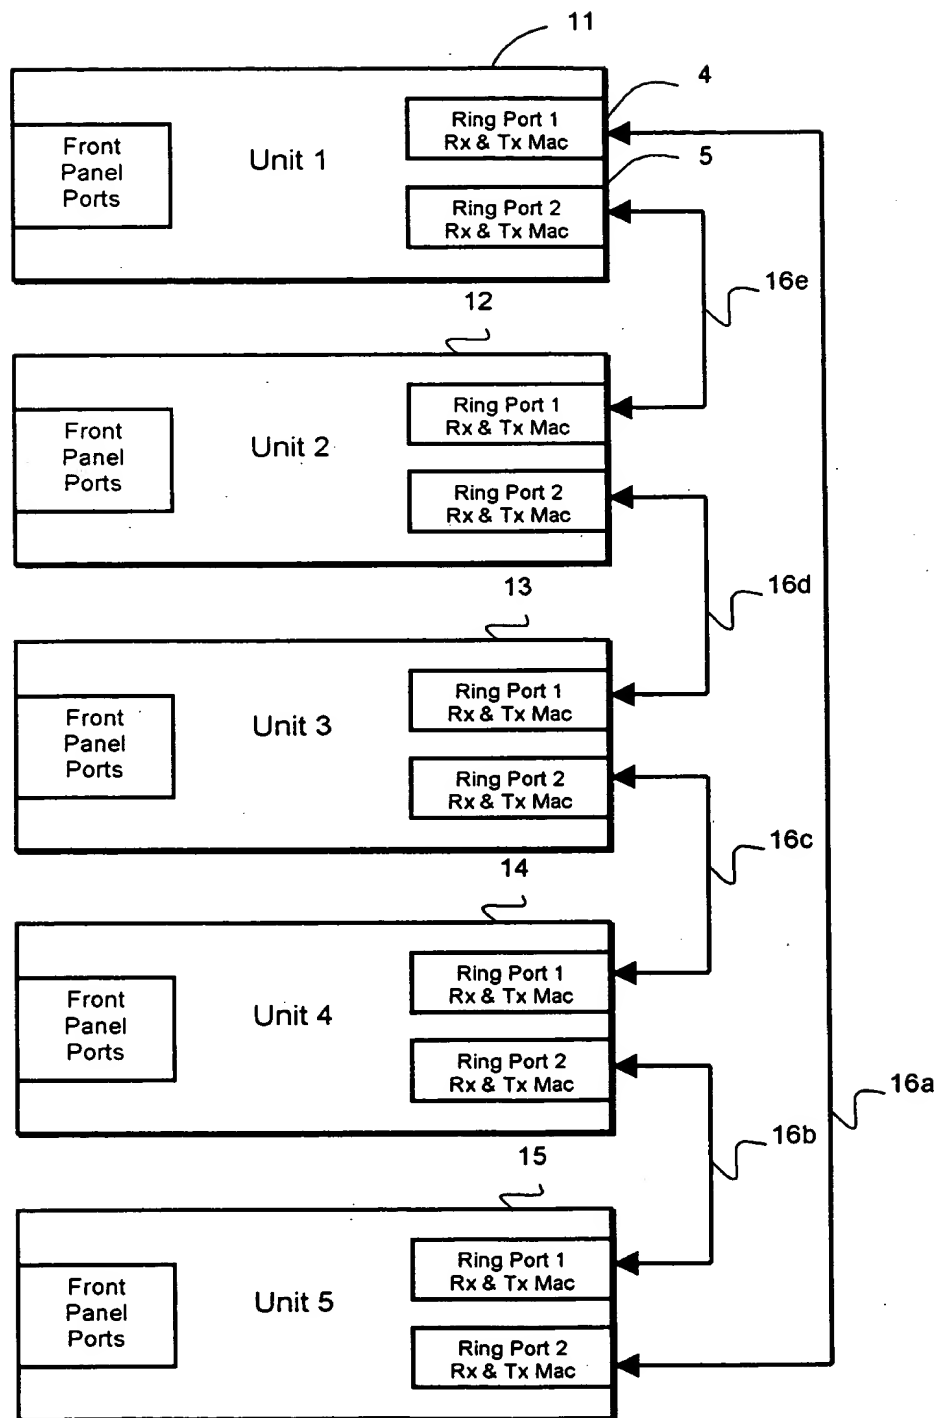 11
4
Front
Panel
Ports
Unit 1
Ring Port 1
Rx & Tx Mac
5
Ring Port 2
Rx & Tx Mac
16e
12
Front
Panel
Ports
Unit 2
Ring Port 1
Rx & Tx Mac
Ring Port 2
Rx & Tx Mac
16d
13
Front
Panel
Ports
Unit 3
Ring Port 1
Rx & Tx Mac
Ring Port 2
Rx & Tx Mac
16c
14
Front
Panel
Ports
Unit 4
Ring Port 1
Rx & Tx Mac
Ring Port 2
Rx & Tx Mac
16a
16b
15
Front
Panel
Ports
Unit 5
Ring Port 1
Rx & Tx Mac
Ring Port 2
Rx & Tx Mac